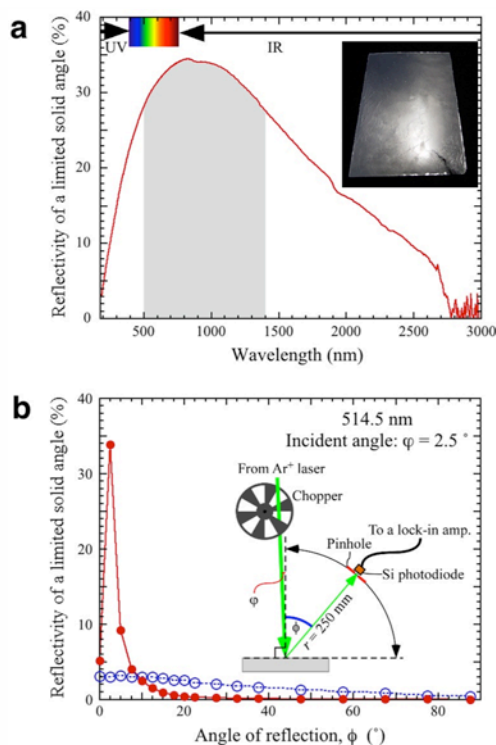 a
UV
IR
Reflectivity of a limited solid angle (%)
40
30
20
10
0
500
1000
1500
2000
2500
3000
Wavelength (nm)
b
Reflectivity of a limited solid angle (%)
40
30
20
10
0
514.5 nm
Incident angle: φ = 2.5 °
From Ar+ laser
Chopper
To a lock-in amp.
Pinhole
Si photodiode
φ
ϕ
r = 250 mm
0
20
40
60
80
Angle of reflection, ϕ (°)